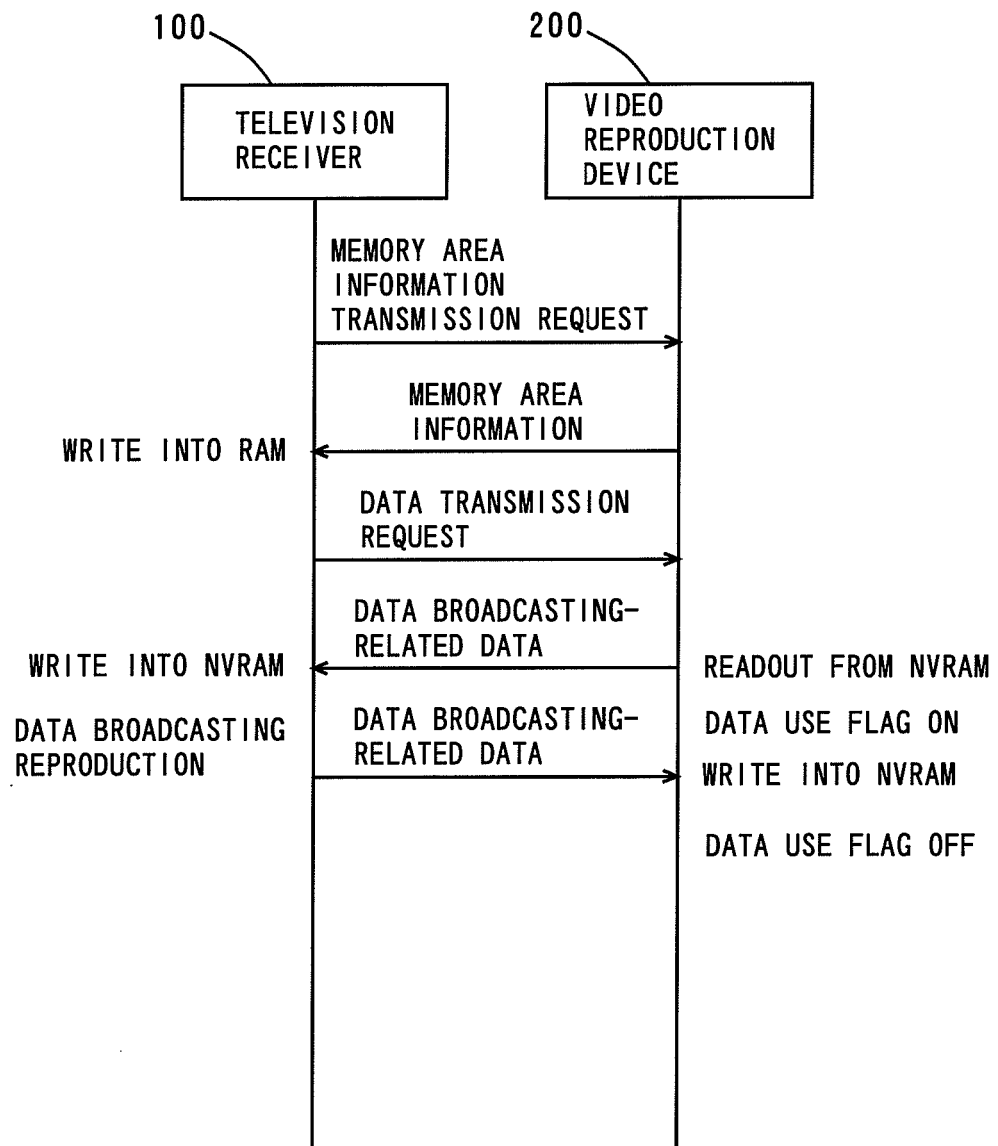 100
200
TELEVISION
RECEIVER
VIDEO
REPRODUCTION
DEVICE
MEMORY AREA
INFORMATION
TRANSMISSION REQUEST
MEMORY AREA
INFORMATION
WRITE INTO RAM
DATA TRANSMISSION
REQUEST
DATA BROADCASTING-
RELATED DATA
WRITE INTO NVRAM
READOUT FROM NVRAM
DATA BROADCASTING
REPRODUCTION
DATA BROADCASTING-
RELATED DATA
DATA USE FLAG ON
WRITE INTO NVRAM
DATA USE FLAG OFF